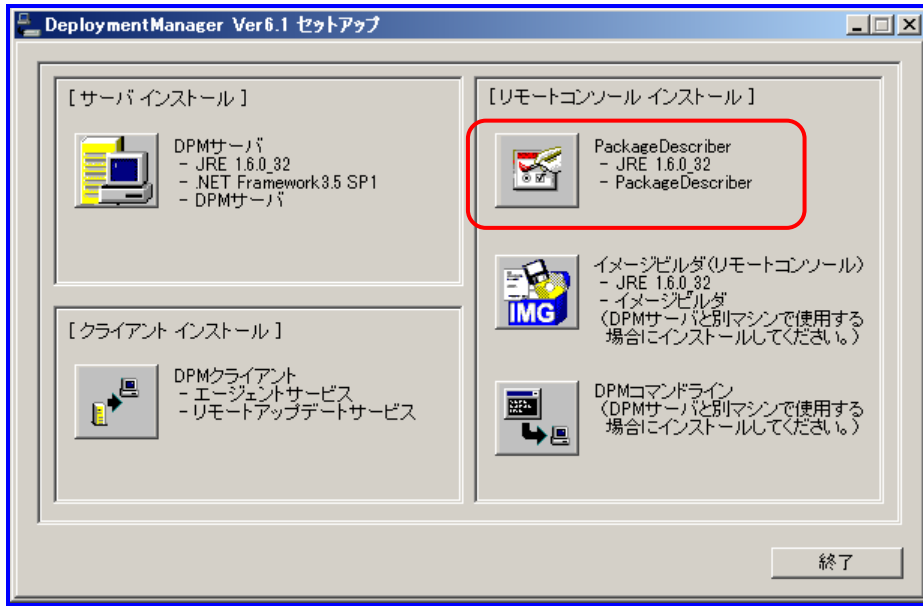 DeploymentManager Ver6.1 セットアップ
[ サーバ インストール ]
DPMサーバ
- JRE 1.6.0_32
- .NET Framework3.5 SP1
- DPMサーバ
[ クライアント インストール ]
DPMクライアント
- エージェントサービス
- リモートアップデートサービス
[ リモートコンソール インストール ]
PackageDescriber
- JRE 1.6.0_32
- PackageDescriber
IMG
イメージビルダ(リモートコンソール)
- JRE 1.6.0_32
- イメージビルダ
(DPMサーバと別マシンで使用する
場合にインストールしてください。)
DPMコマンドライン
(DPMサーバと別マシンで使用する
場合にインストールしてください。)
終了